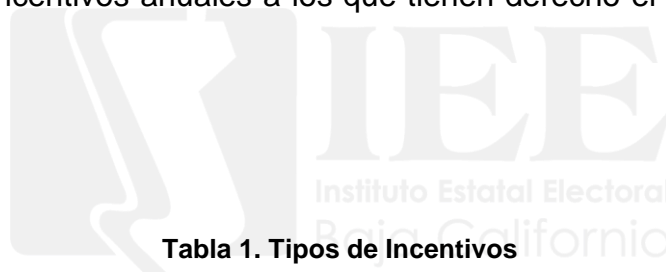 ncentivos anuales a los que tienen derecho el
IEE
Instituto Estatal Electoral
Baja California
Tabla 1. Tipos de Incentivos